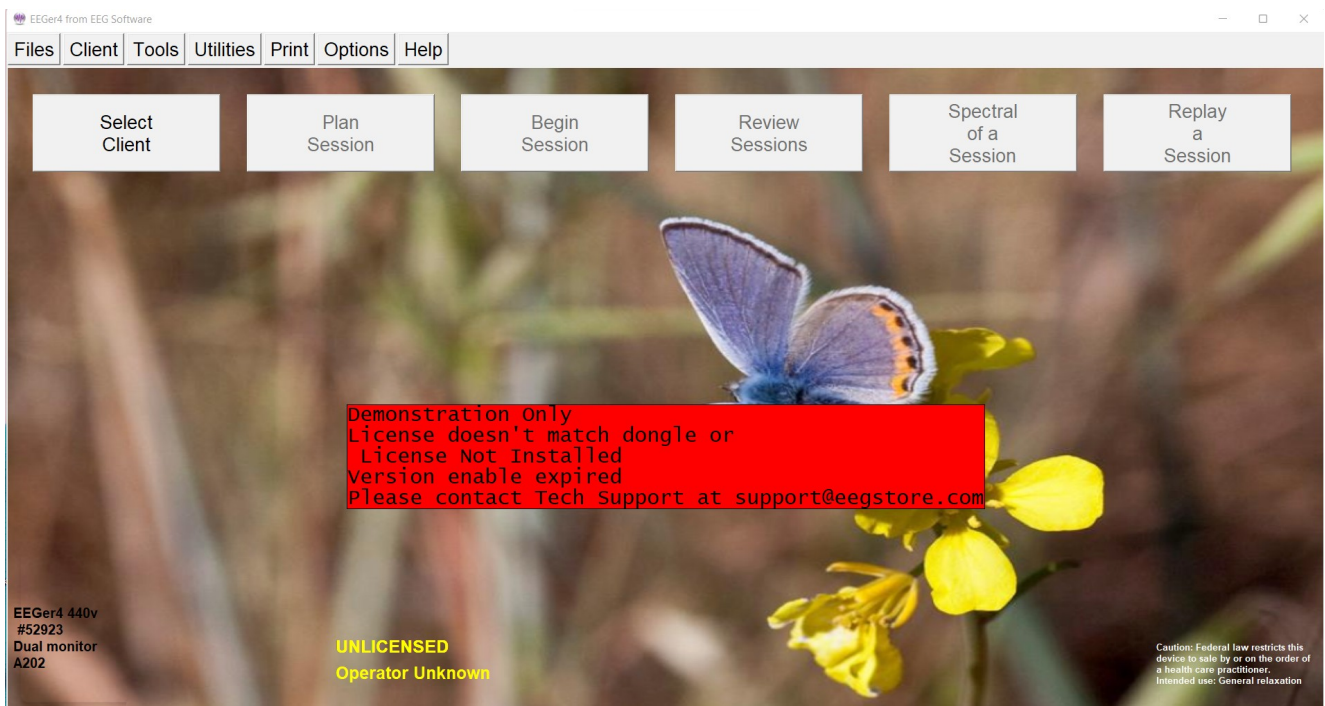 EEGer4 from EEG Software
Files Client Tools Utilities Print Options Help
Select
Client
Plan
Session
Begin
Session
Review
Sessions
Spectral
of a
Session
Replay
a
Session
Demonstration Only
License doesn't match dongle or
License Not Installed
Version enable expired
Please contact Tech Support at support@eegstore.com
EEGer4 440v
#52923
Dual monitor
A202
UNLICENSED
Operator Unknown
Caution: Federal law restricts this
device to sale by or on the order of
a health care practitioner.
Intended use: General relaxation